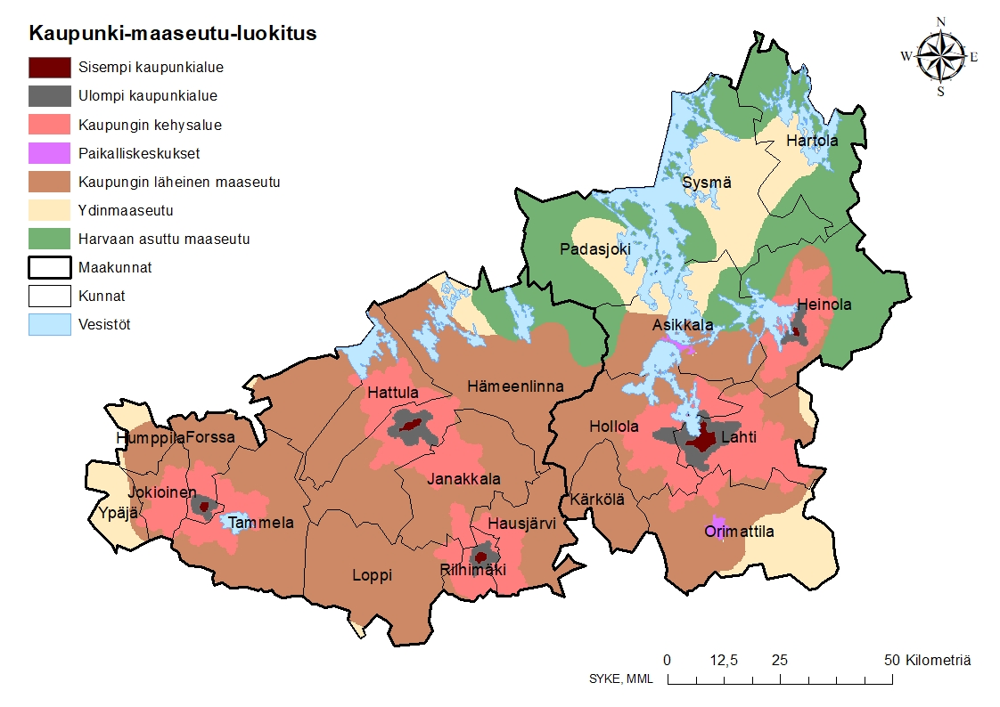 Kaupunki-maaseutu-luokitus
Sisempi kaupunkialue
Ulompi kaupunkialue
Kaupungin kehysalue
Paikalliskeskukset
Kaupungin läheinen maaseutu
Ydinmaaseutu
Harvaan asuttu maaseutu
Maakunnat
Kunnat
Vesistöt
N
W E
S
Hartola
Sysmä
Padasjoki
Heinola
Asikkala
Hattula
Hämeenlinna
Hollola
Lahti
Humppila
Forssa
Janakkala
Jokioinen
Kärkölä
Ypäjä
Tammela
Hausjärvi
Orimattila
Riihimäki
Loppi
0 12,5 25 50 Kilometriä
SYKE, MML